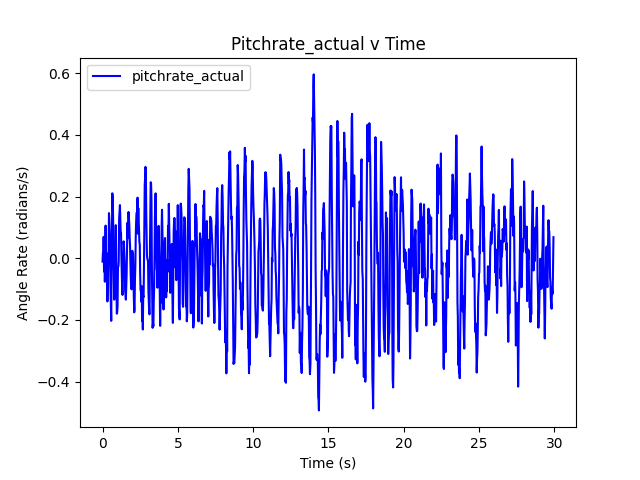 Pitchrate_actual v Time
pitchrate_actual
Angle Rate (radians/s)
0.6
0.4
0.2
0.0
−0.2
−0.4
0 5 10 15 20 25 30
Time (s)